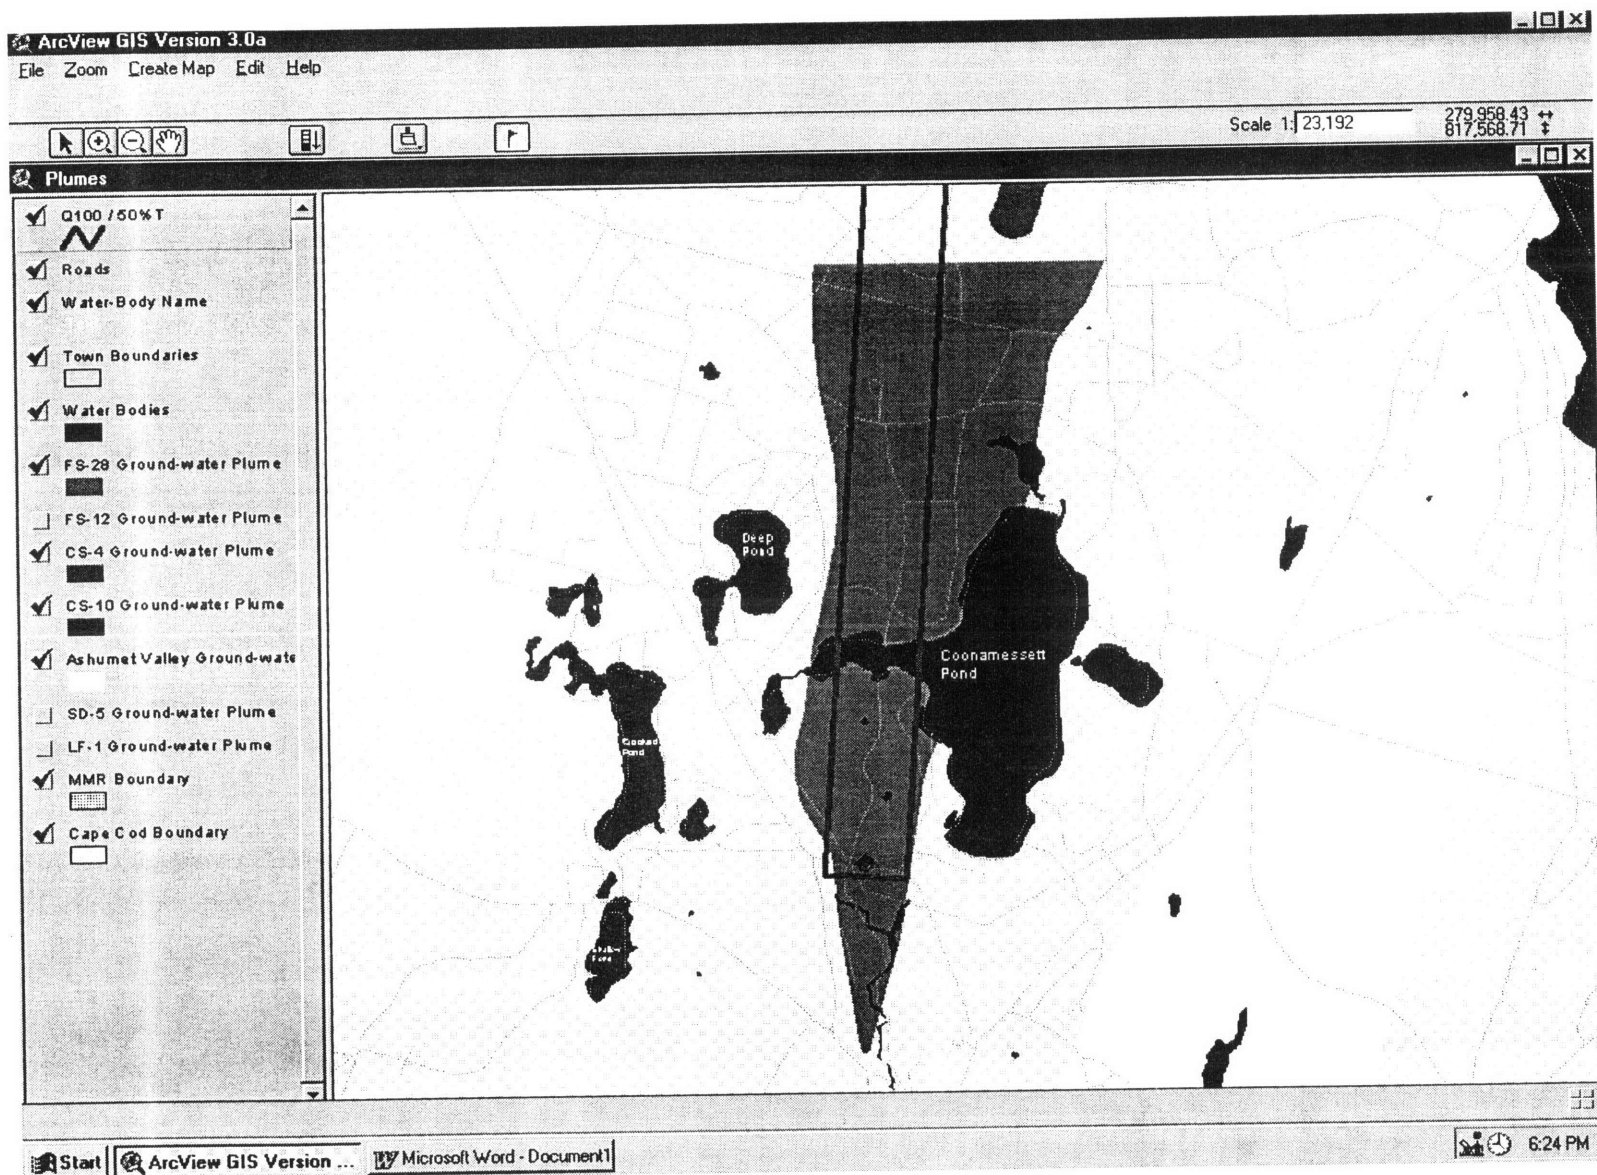 ArcView GIS Version 3.0a
File Zoom Create Map Edit Help
Scale 1: 23,192
279,958.43
817,568.71
Plumes
Q100 / 50% T
Roads
Water-Body Name
Town Boundaries
Water Bodies
FS-28 Ground-water Plume
FS-12 Ground-water Plume
CS-4 Ground-water Plume
CS-10 Ground-water Plume
Ashumet Valley Ground-wate
SD-5 Ground-water Plume
LF-1 Ground-water Plume
MMR Boundary
Cape Cod Boundary
Deep
Pond
Coonamessett
Pond
Crooked
Pond
Start
ArcView GIS Version ...
Microsoft Word - Document1
6:24 PM